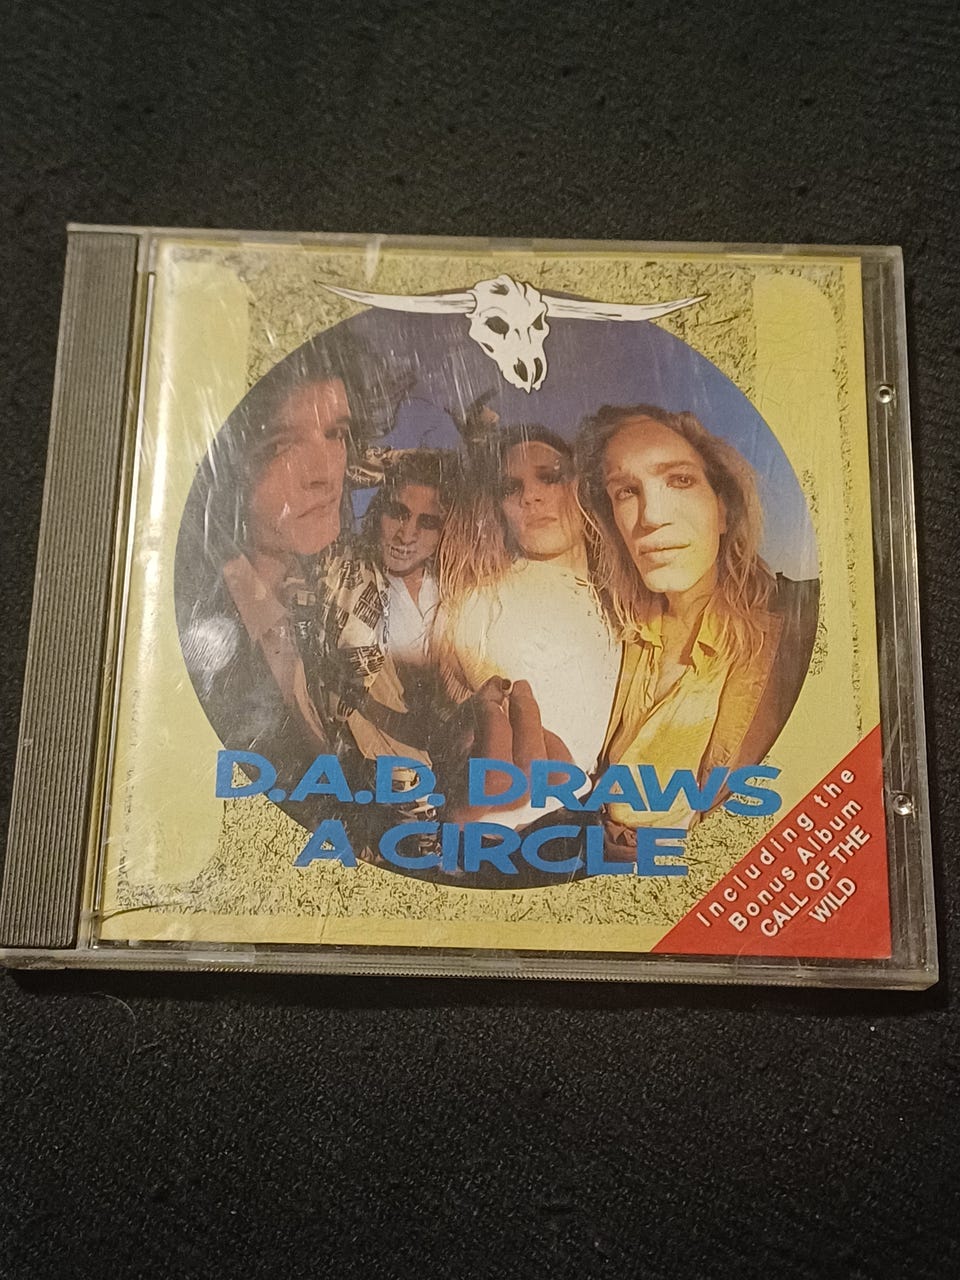 D.A.D. DRAWS
A CIRCLE
Including the
Bonus Album
CALL OF THE
WILD